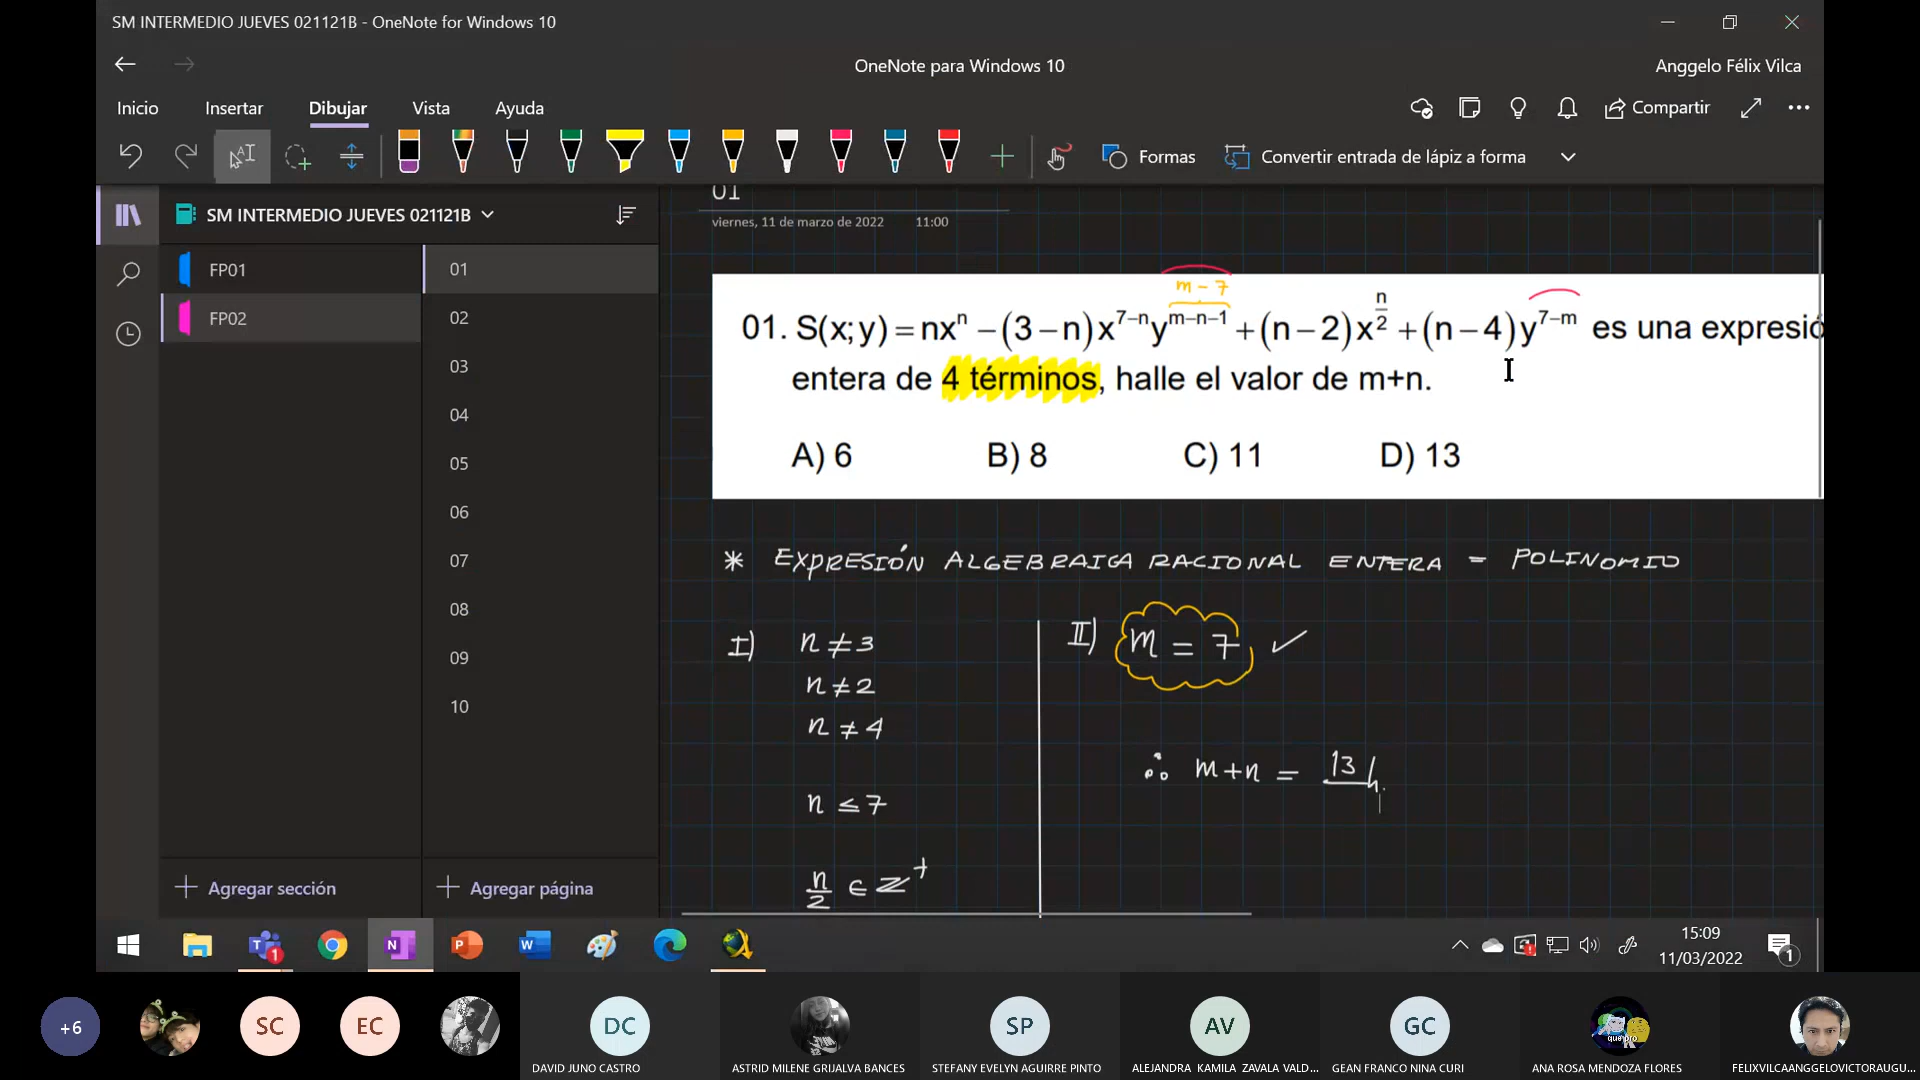 SM INTERMEDIO JUEVES 021121B - OneNote for Windows 10
OneNote para Windows 10
Anggelo Félix Vilca
Inicio Insertar Dibujar Vista Ayuda
Compartir
Formas
Convertir entrada de lápiz a forma
SM INTERMEDIO JUEVES 021121B
FP01
FP02
01
02
03
04
05
06
07
08
09
10
Agregar sección
Agregar página
01
viernes, 11 de marzo de 2022 11:00
m - 7
01. S(x; y) = nxⁿ − (3 − n)x^(7−n) y^(m−n−1) + (n − 2)x^(n/2) + (n − 4)y^(7−m) es una expresió
entera de 4 términos, halle el valor de m+n.
A) 6 B) 8 C) 11 D) 13
* EXPRESIÓN ALGEBRAICA RACIONAL ENTERA = POLINOMIO
I) n ≠ 3
n ≠ 2
n ≠ 4
n ≤ 7
n/2 ∈ Z⁺
II) m = 7 ✓
∴ m+n = 13
15:09
11/03/2022
1
1
+6
SC
EC
DC
SP
AV
GC
que pro
DAVID JUNO CASTRO
ASTRID MILENE GRIJALVA BANCES
STEFANY EVELYN AGUIRRE PINTO
ALEJANDRA KAMILA ZAVALA VALD...
GEAN FRANCO NINA CURI
ANA ROSA MENDOZA FLORES
FELIXVILCAANGGELOVICTORAUGU...